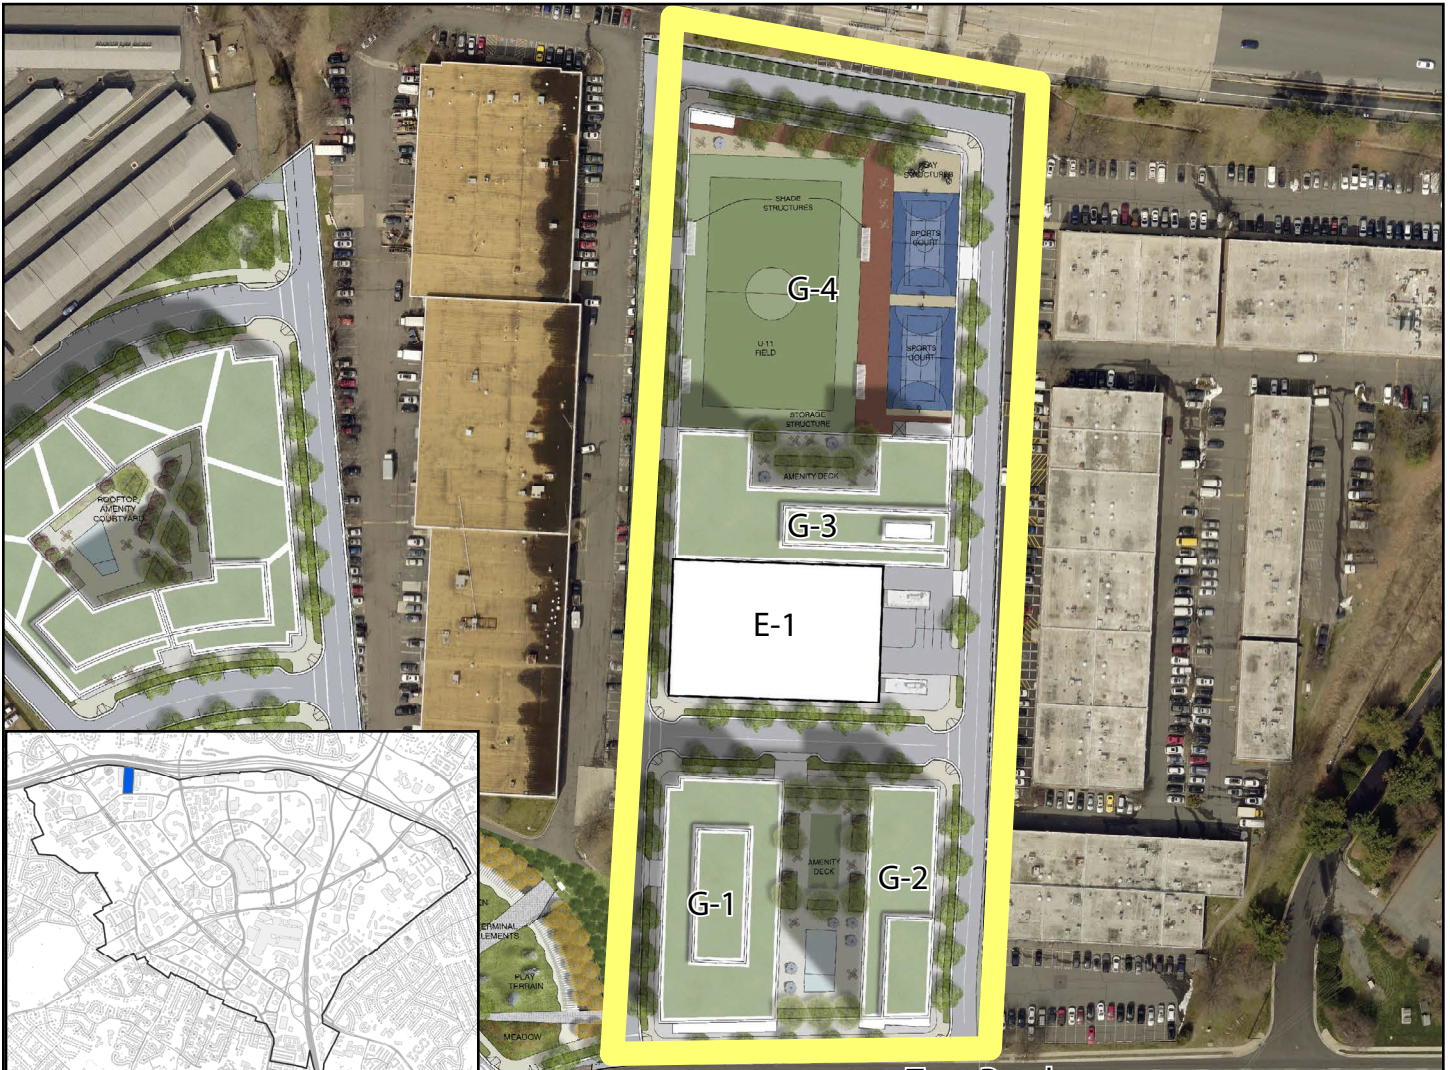 PLAY
STRUCTURES
SHADE
STRUCTURES
SPORTS
COURT
G-4
U-11
FIELD
SPORTS
COURT
STORAGE
STRUCTURE
AMENITY DECK
ROOFTOP
AMENITY
COURTYARD
G-3
E-1
AMENITY
DECK
G-2
G-1
PLAY
TERRAIN
MEADOW